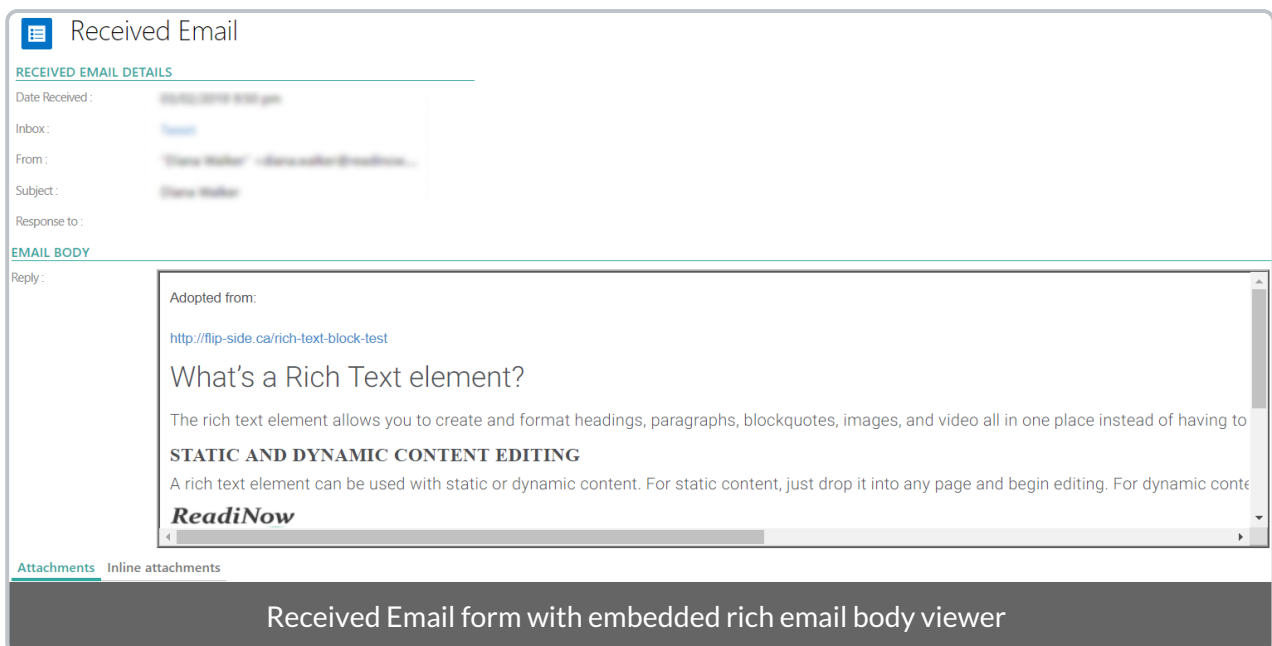 Received Email
RECEIVED EMAIL DETAILS
Date Received :
Inbox :
From :
Subject :
Response to :
EMAIL BODY
Reply :
Adopted from:
http://flip-side.ca/rich-text-block-test
What’s a Rich Text element?
The rich text element allows you to create and format headings, paragraphs, blockquotes, images, and video all in one place instead of having to
STATIC AND DYNAMIC CONTENT EDITING
A rich text element can be used with static or dynamic content. For static content, just drop it into any page and begin editing. For dynamic
ReadiNow
Attachments Inline attachments
Received Email form with embedded rich email body viewer